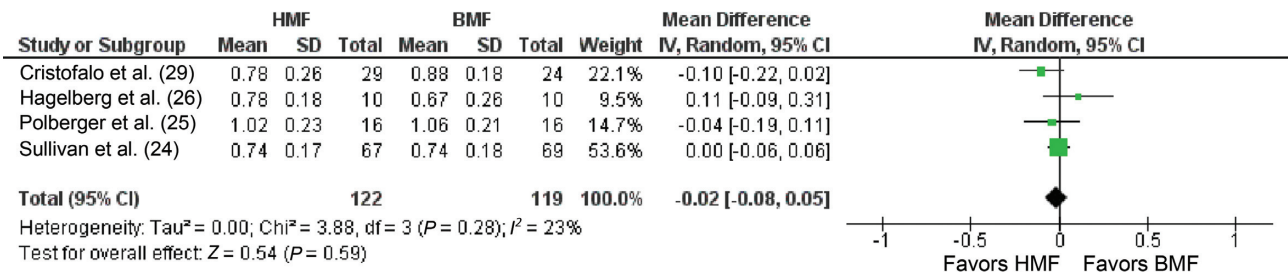 HMF BMF Mean Difference Mean Difference
Study or Subgroup Mean SD Total Mean SD Total Weight IV, Random, 95% CI IV, Random, 95% CI
Cristofalo et al. (29) 0.78 0.26 29 0.88 0.18 24 22.1% -0.10 [-0.22, 0.02]
Hagelberg et al. (26) 0.78 0.18 10 0.67 0.26 10 9.5% 0.11 [-0.09, 0.31]
Polberger et al. (25) 1.02 0.23 16 1.06 0.21 16 14.7% -0.04 [-0.19, 0.11]
Sullivan et al. (24) 0.74 0.17 67 0.74 0.18 69 53.6% 0.00 [-0.06, 0.06]
Total (95% CI) 122 119 100.0% -0.02 [-0.08, 0.05]
Heterogeneity: Tau² = 0.00; Chi² = 3.88, df = 3 (P = 0.28); I² = 23%
Test for overall effect: Z = 0.54 (P = 0.59)
-1 -0.5 0 0.5 1
Favors HMF Favors BMF